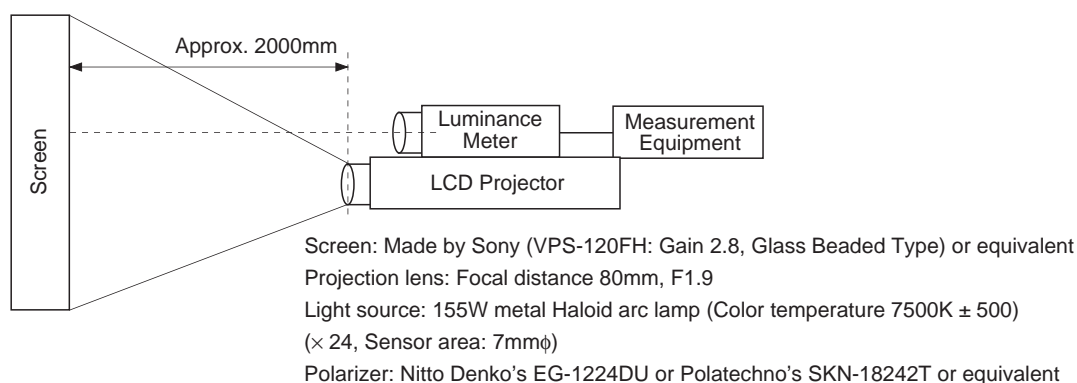 Approx. 2000mm
Screen
Luminance
Meter
Measurement
Equipment
LCD Projector
Screen: Made by Sony (VPS-120FH: Gain 2.8, Glass Beaded Type) or equivalent
Projection lens: Focal distance 80mm, F1.9
Light source: 155W metal Haloid arc lamp (Color temperature 7500K ± 500)
(× 24, Sensor area: 7mmϕ)
Polarizer: Nitto Denko's EG-1224DU or Polatechno's SKN-18242T or equivalent